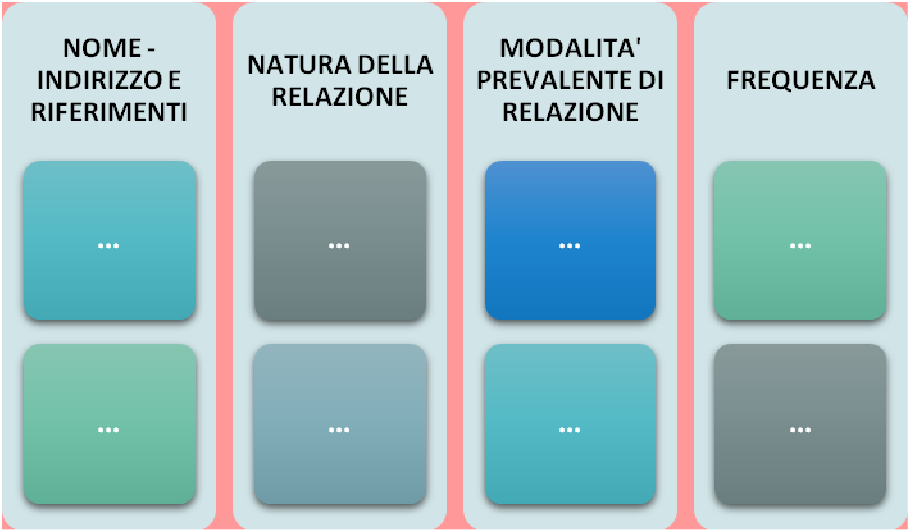 NOME -
INDIRIZZO E
RIFERIMENTI
...
...
NATURA DELLA
RELAZIONE
...
...
MODALITA'
PREVALENTE DI
RELAZIONE
...
...
FREQUENZA
...
...